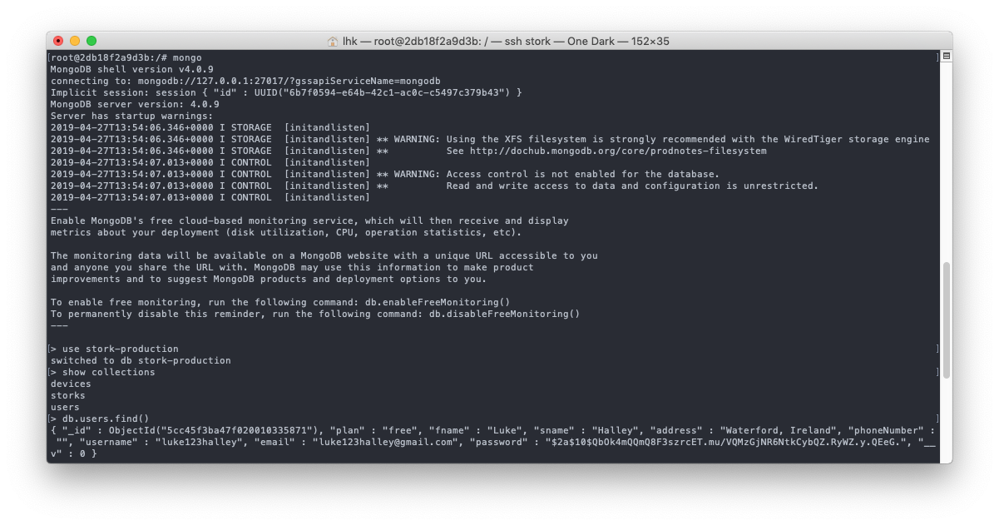 lhk — root@2db18f2a9d3b: / — ssh stork — One Dark — 152×35
[root@2db18f2a9d3b:/# mongo ]
MongoDB shell version v4.0.9
connecting to: mongodb://127.0.0.1:27017/?gssapiServiceName=mongodb
Implicit session: session { "id" : UUID("6b7f0594-e64b-42c1-ac0c-c5497c379b43") }
MongoDB server version: 4.0.9
Server has startup warnings:
2019-04-27T13:54:06.346+0000 I STORAGE  [initandlisten]
2019-04-27T13:54:06.346+0000 I STORAGE  [initandlisten] ** WARNING: Using the XFS filesystem is strongly recommended with the WiredTiger storage engine
2019-04-27T13:54:06.346+0000 I STORAGE  [initandlisten] **          See http://dochub.mongodb.org/core/prodnotes-filesystem
2019-04-27T13:54:07.013+0000 I CONTROL  [initandlisten]
2019-04-27T13:54:07.013+0000 I CONTROL  [initandlisten] ** WARNING: Access control is not enabled for the database.
2019-04-27T13:54:07.013+0000 I CONTROL  [initandlisten] **          Read and write access to data and configuration is unrestricted.
2019-04-27T13:54:07.013+0000 I CONTROL  [initandlisten]
---
Enable MongoDB's free cloud-based monitoring service, which will then receive and display
metrics about your deployment (disk utilization, CPU, operation statistics, etc).
The monitoring data will be available on a MongoDB website with a unique URL accessible to you
and anyone you share the URL with. MongoDB may use this information to make product
improvements and to suggest MongoDB products and deployment options to you.
To enable free monitoring, run the following command: db.enableFreeMonitoring()
To permanently disable this reminder, run the following command: db.disableFreeMonitoring()
---
[> use stork-production ]
switched to db stork-production
[> show collections ]
devices
storks
users
[> db.users.find() ]
{ "_id" : ObjectId("5cc45f3ba47f020010335871"), "plan" : "free", "fname" : "Luke", "sname" : "Halley", "address" : "Waterford, Ireland", "phoneNumber" :
 "", "username" : "luke123halley", "email" : "luke123halley@gmail.com", "password" : "$2a$10$QbOk4mQQmQ8F3szrcET.mu/VQMzGjNR6NtkCybQZ.RyWZ.y.QEeG.", "__
v" : 0 }